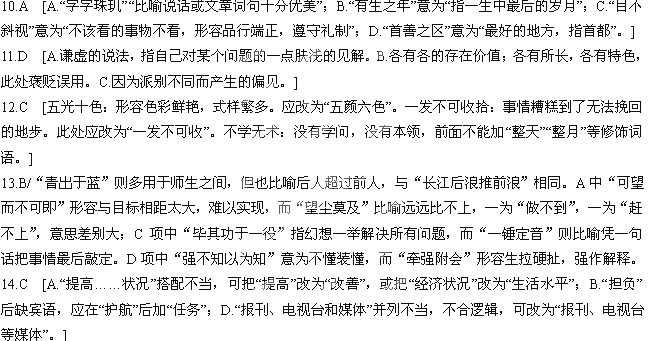 10.A　[A.“字字珠玑”“比喻说话或文章词句十分优美”；B.“有生之年”意为“指一生中最后的岁月”；C.“目不
斜视”意为“不该看的事物不看，形容品行端正，遵守礼制”；D.“首善之区”意为“最好的地方，指首都”。]
11.D　[A.谦虚的说法，指自己对某个问题的一点肤浅的见解。B.各有各的存在价值；各有所长，各有特色，
此处褒贬误用。C.因为派别不同而产生的偏见。]
12.C　[五光十色：形容色彩鲜艳，式样繁多。应改为“五颜六色”。一发不可收拾：事情糟糕到了无法挽回
的地步。此处应改为“一发不可收”。不学无术：没有学问，没有本领，前面不能加“整天”“整月”等修饰词
语。]
13.B/“青出于蓝”则多用于师生之间，但也比喻后人超过前人，与“长江后浪推前浪”相同。A 中“可望
而不可即”形容与目标相距太大，难以实现，而“望尘莫及”比喻远远比不上，一为“做不到”，一为“赶
不上”，意思差别大；C 项中“毕其功于一役”指幻想一举解决所有问题，而“一锤定音”则比喻凭一句
话把事情最后敲定。D 项中“强不知以为知”意为不懂装懂，而“牵强附会”形容生拉硬扯，强作解释。
14.C　[A.“提高……状况”搭配不当，可把“提高”改为“改善”，或把“经济状况”改为“生活水平”；B.“担负”
后缺宾语，应在“护航”后加“任务”；D.“报刊、电视台和媒体”并列不当，不合逻辑，可改为“报刊、电视台
等媒体”。]